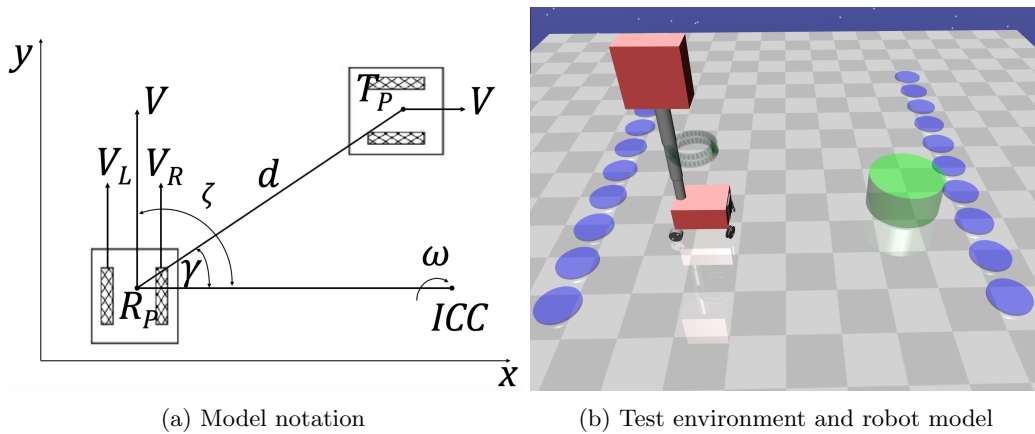 y
T_P
V
V
V_L
V_R
d
ζ
γ
ω
R_P
ICC
x
(a) Model notation
(b) Test environment and robot model